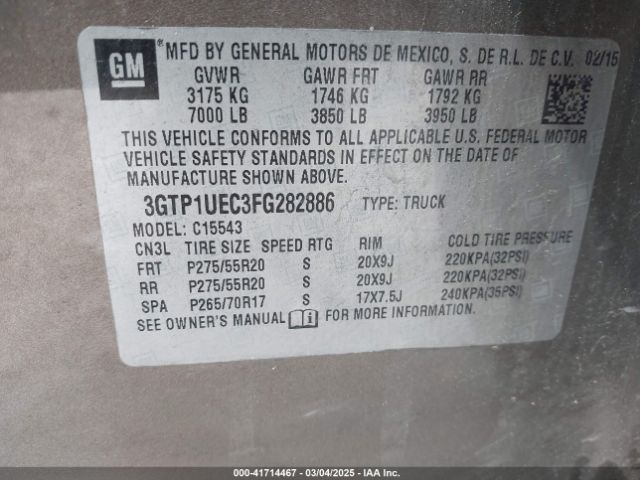 GM MFD BY GENERAL MOTORS DE MEXICO, S. DE R.L. DE C.V. 02/15
GVWR GAWR FRT GAWR RR
3175 KG 1746 KG 1792 KG
7000 LB 3850 LB 3950 LB
THIS VEHICLE CONFORMS TO ALL APPLICABLE U.S. FEDERAL MOTOR
VEHICLE SAFETY STANDARDS IN EFFECT ON THE DATE OF
MANUFACTURE SHOWN ABOVE.
3GTP1UEC3FG282886 TYPE: TRUCK
MODEL: C15543
CN3L TIRE SIZE SPEED RTG RIM COLD TIRE PRESSURE
FRT P275/55R20 S 20X9J 220KPA(32PSI)
RR P275/55R20 S 20X9J 220KPA(32PSI)
SPA P265/70R17 S 17X7.5J 240KPA(35PSI)
SEE OWNER'S MANUAL i FOR MORE INFORMATION.
000-41714467 - 03/04/2025 - IAA Inc.